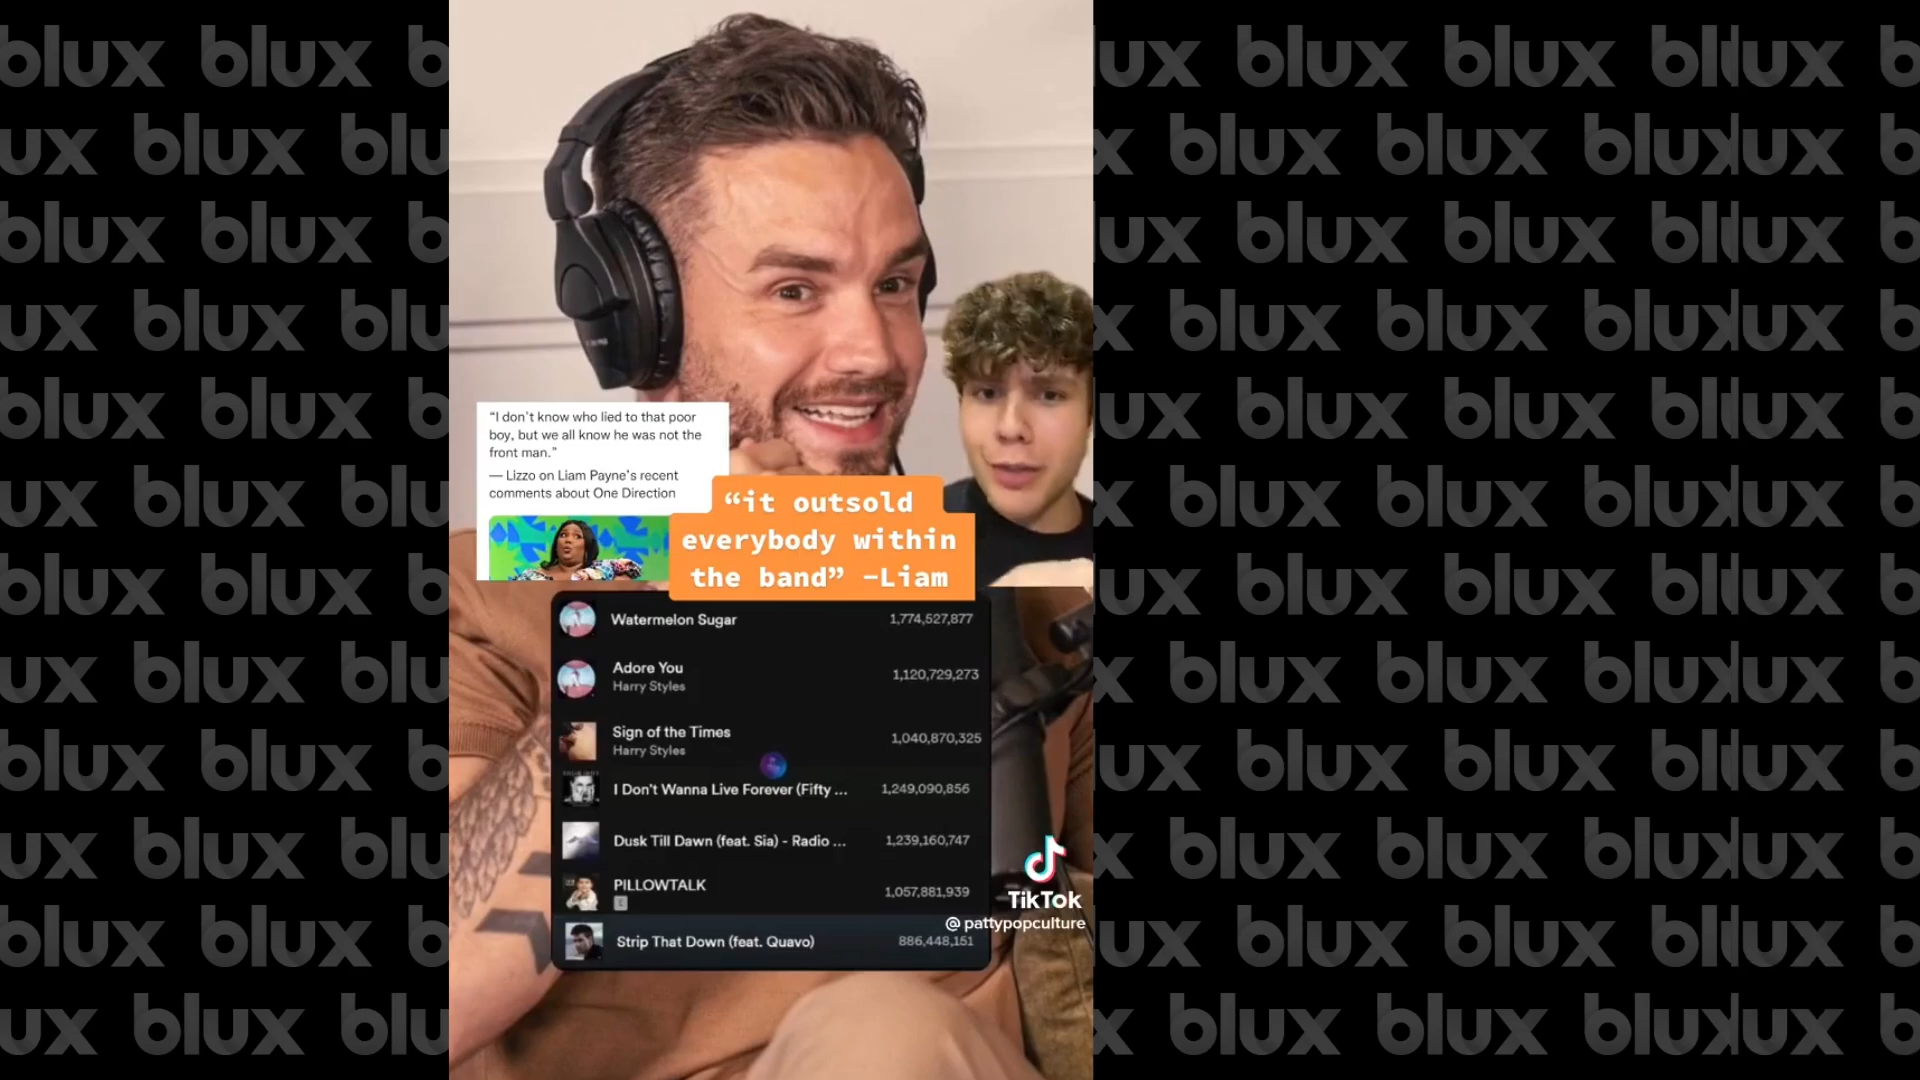 blux blux b
ux blux blu
“I don’t know who lied to that poor
boy, but we all know he was not the
front man.”
— Lizzo on Liam Payne’s recent
comments about One Direction
“it outsold
everybody within
the band” -Liam
Watermelon Sugar 1,774,527,877
Adore You 1,120,729,273
Harry Styles
Sign of the Times 1,040,870,325
Harry Styles
I Don't Wanna Live Forever (Fifty ... 1,249,090,856
Dusk Till Dawn (feat. Sia) - Radio ... 1,239,160,747
PILLOWTALK 1,057,881,939
E
Strip That Down (feat. Quavo) 886,448,151
TikTok
@ pattypopculture